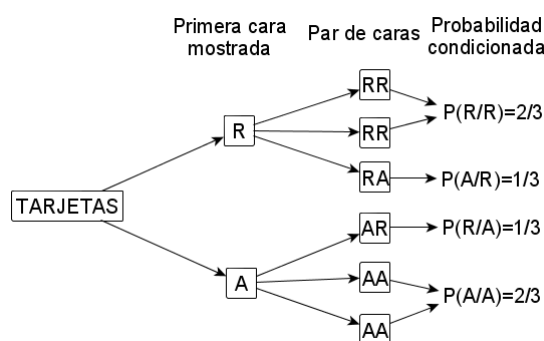 Primera cara
mostrada
Par de caras
Probabilidad
condicionada
TARJETAS
R
RR
RR
RA
P(R/R)=2/3
P(A/R)=1/3
A
AR
AA
AA
P(R/A)=1/3
P(A/A)=2/3